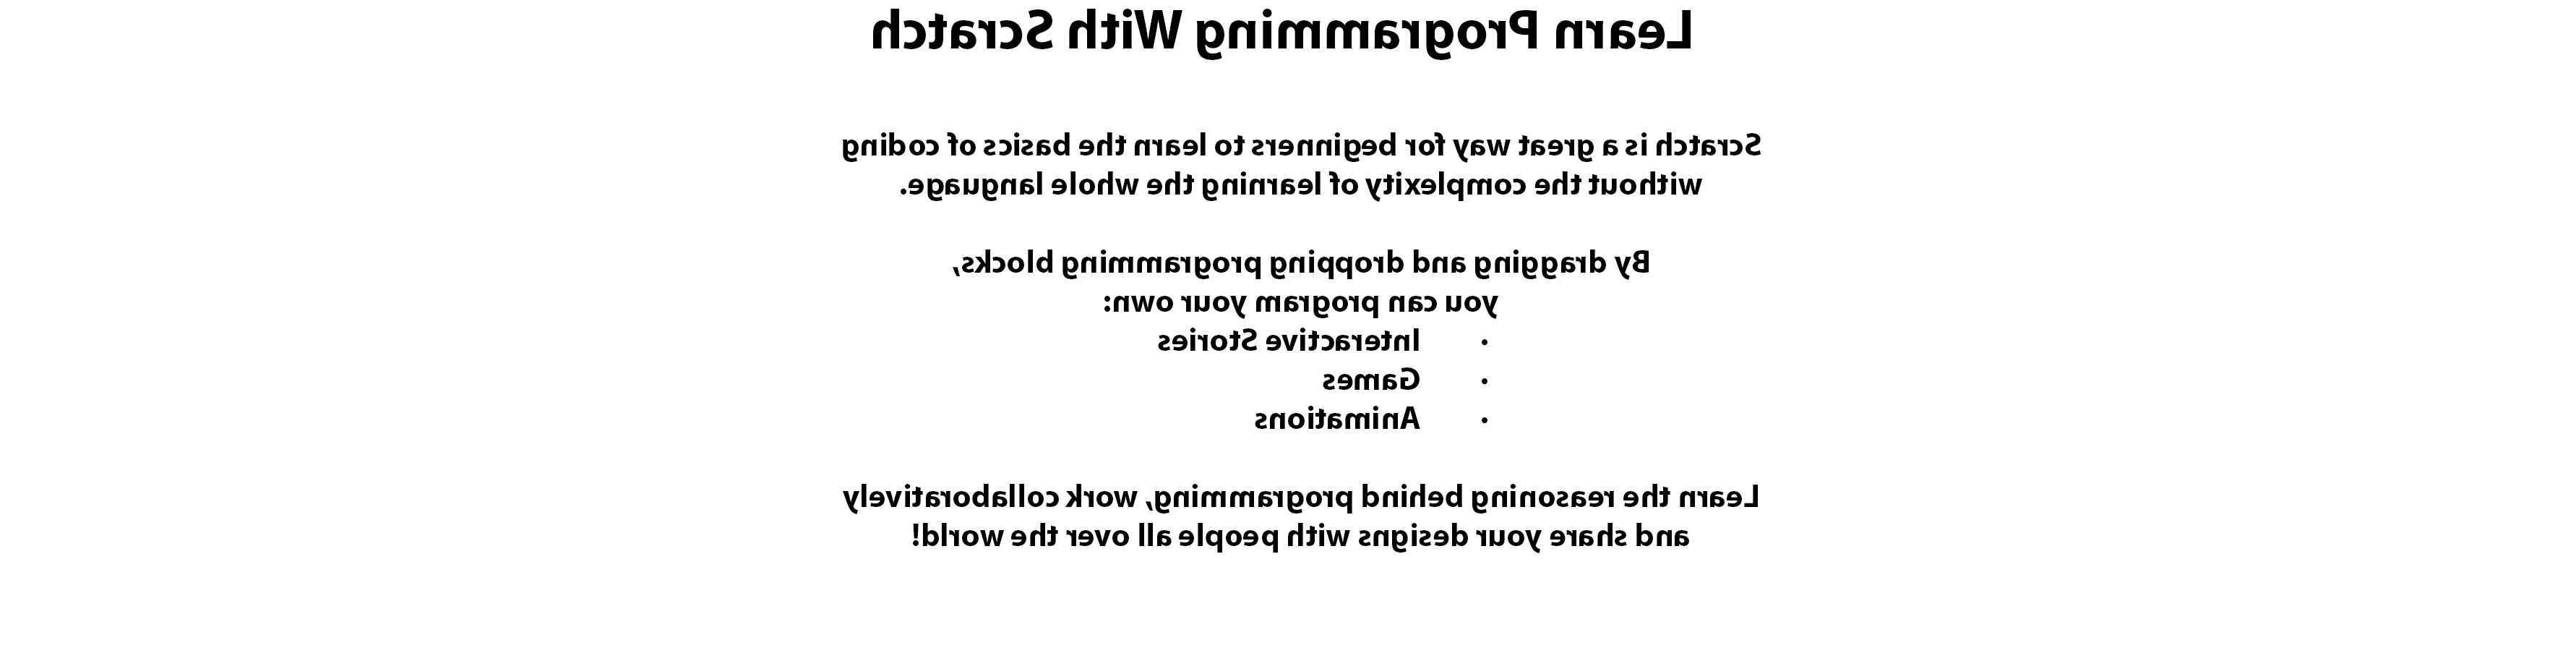 Learn Programming With Scratch
Scratch is a great way for beginners to learn the basics of coding
without the complexity of learning the whole language.
By dragging and dropping programming blocks,
you can program your own:
• Interactive Stories
• Games
• Animations
Learn the reasoning behind programming, work collaboratively
and share your designs with people all over the world!